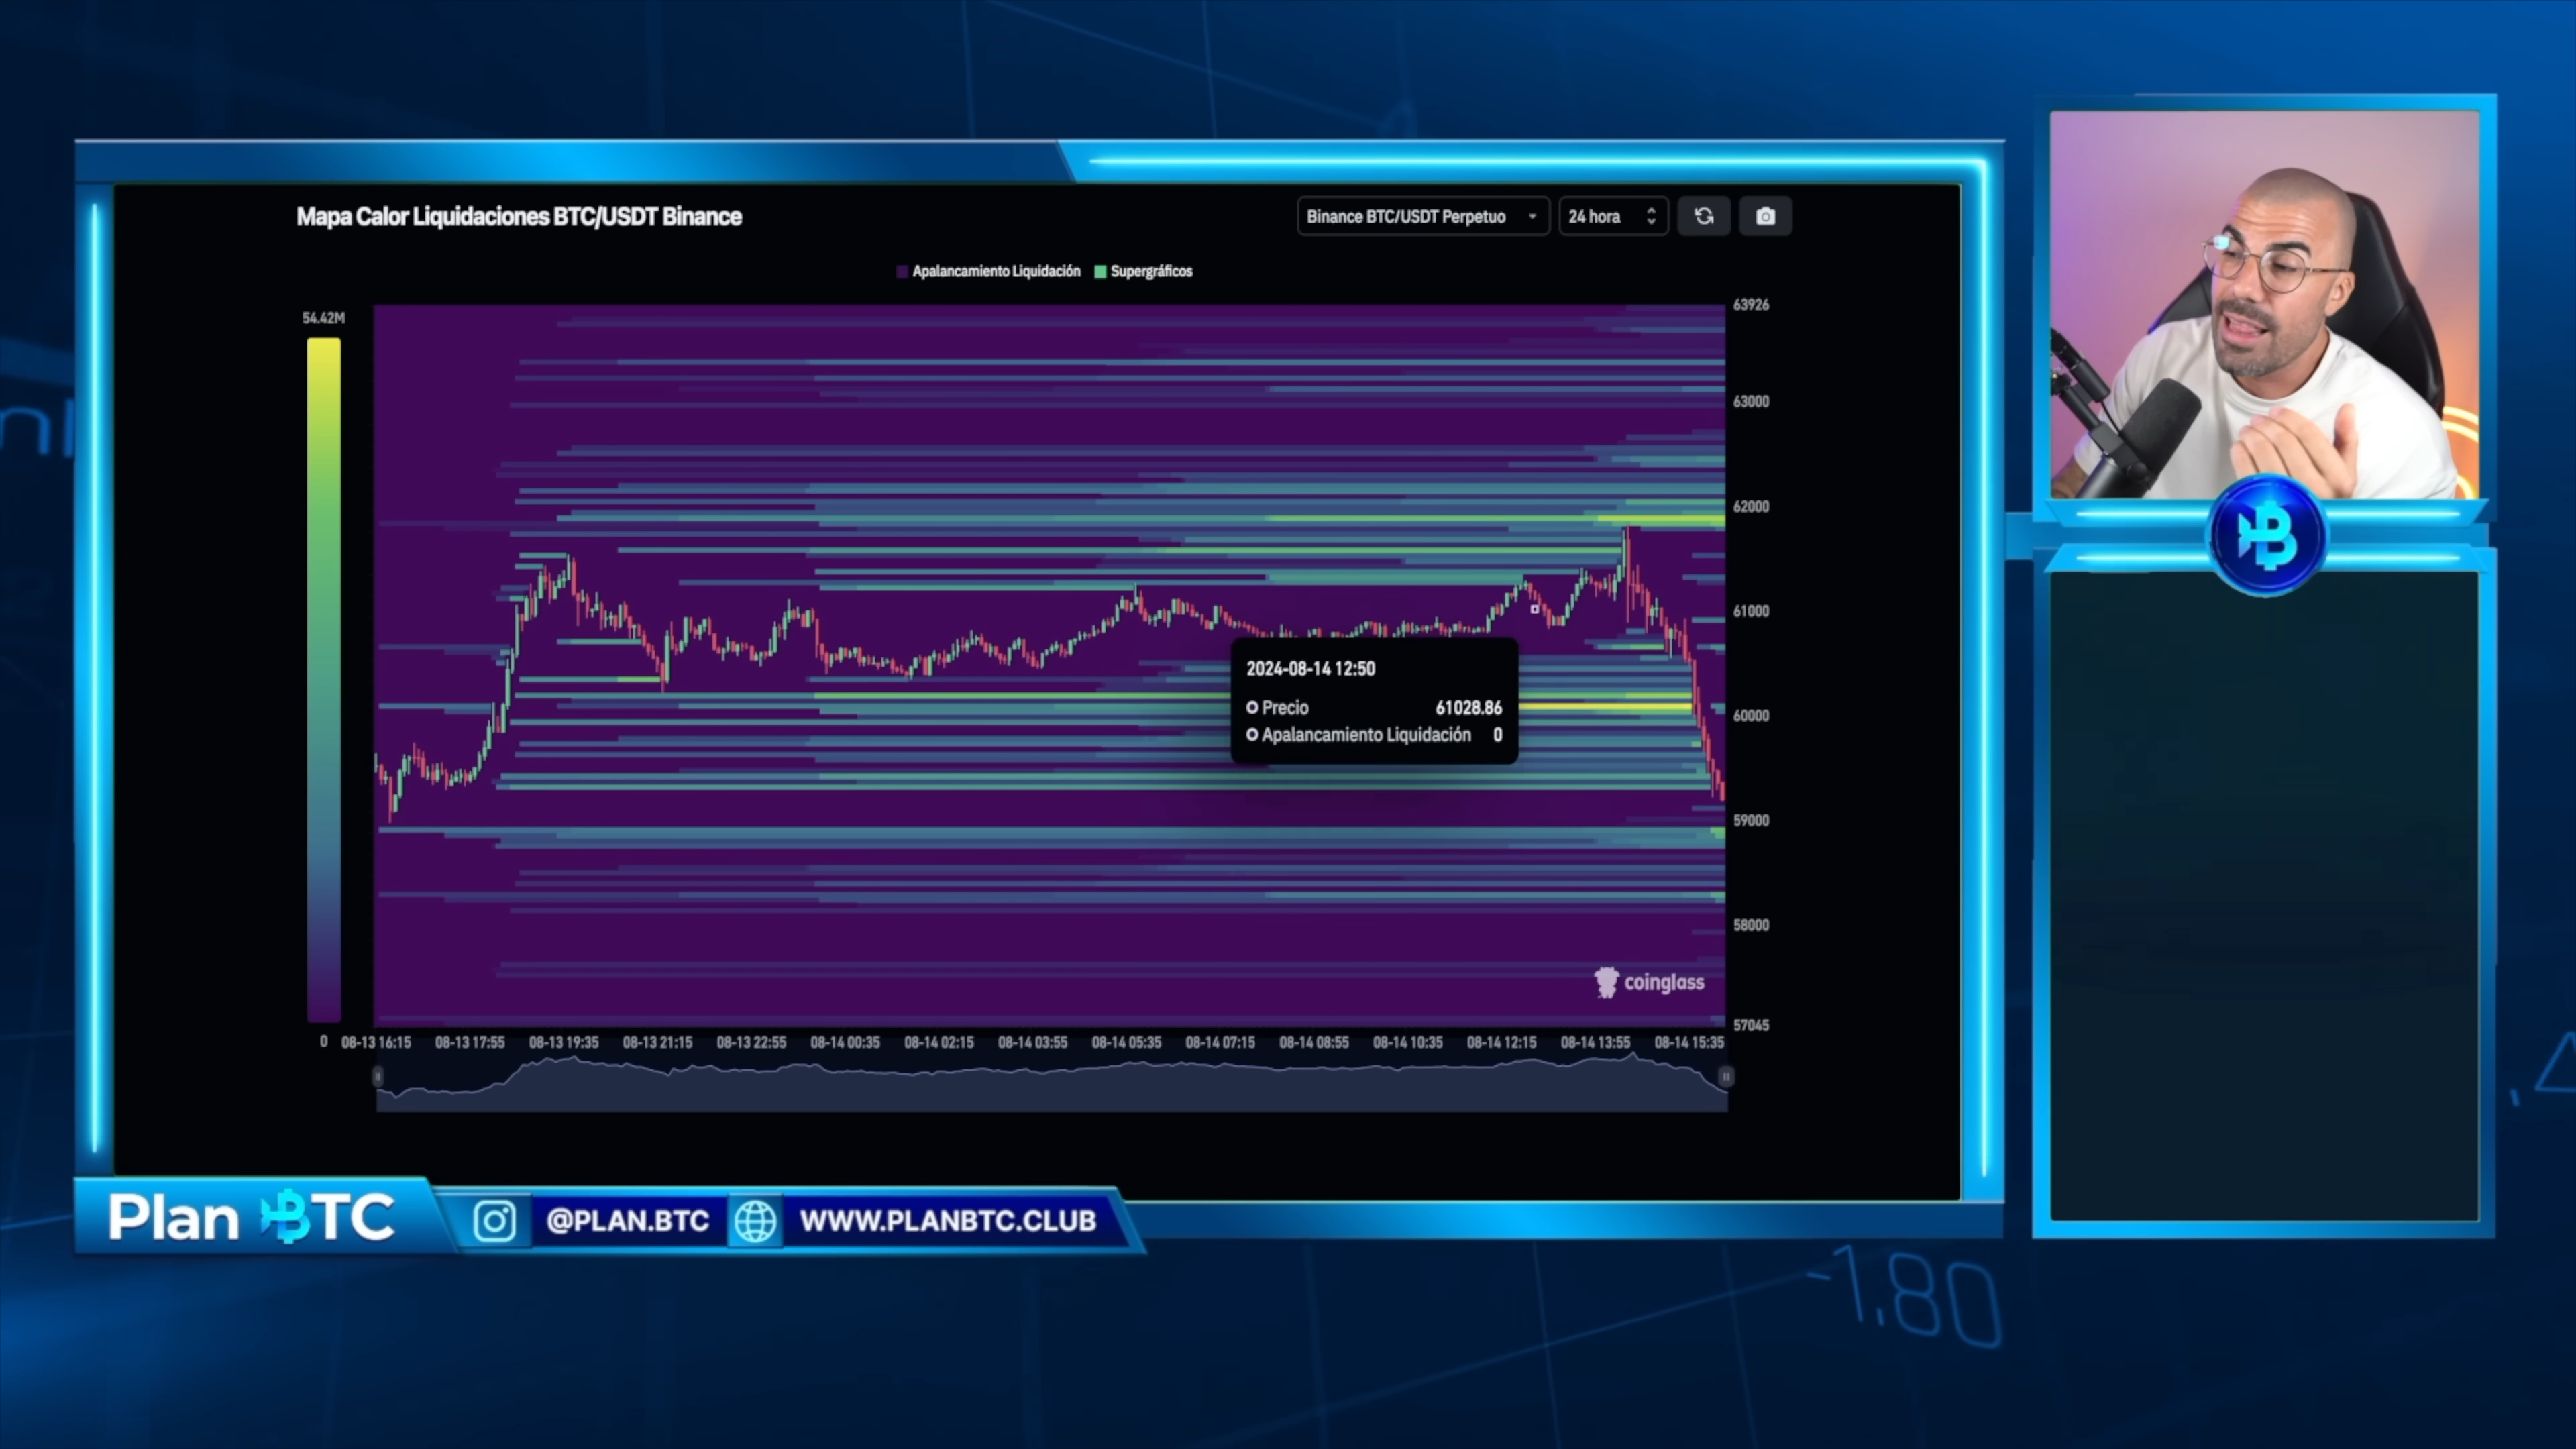 Mapa Calor Liquidaciones BTC/USDT Binance
Binance BTC/USDT Perpetuo
24 hora
Apalancamiento Liquidación
Supergráficos
54.42M
0
63926
63000
62000
61000
60000
59000
58000
57045
2024-08-14 12:50
Precio 61028.86
Apalancamiento Liquidación 0
coinglass
08-13 16:15 08-13 17:55 08-13 19:35 08-13 21:15 08-13 22:55 08-14 00:35 08-14 02:15 08-14 03:55 08-14 05:35 08-14 07:15 08-14 08:55 08-14 10:35 08-14 12:15 08-14 13:55 08-14 15:35
Plan BTC
@PLAN.BTC
WWW.PLANBTC.CLUB
-1.80